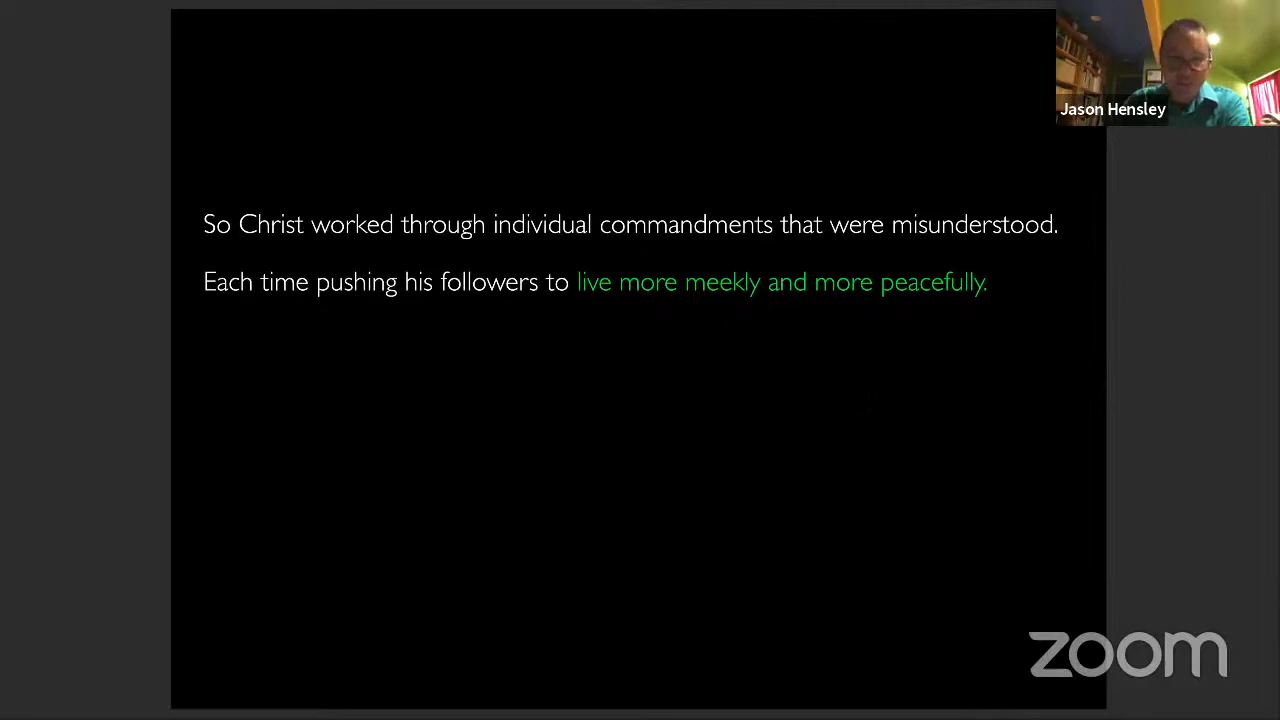 Jason Hensley
So Christ worked through individual commandments that were misunderstood.
Each time pushing his followers to live more meekly and more peacefully.
zoom